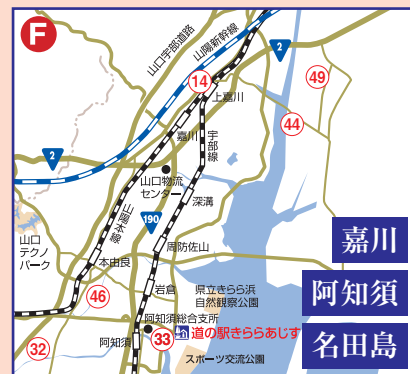 F
山口宇部道路
山陽新幹線
2
49
14
上嘉川
44
嘉川
宇部線
2
山口物流
センター
山陽本線
190
深溝
山口
テクノ
パーク
周防佐山
嘉川
本由良
46
岩倉
県立きらら浜
自然観察公園
阿知須
阿知須総合支所
32
阿知須
33
道の駅きららあじす
スポーツ交流公園
名田島